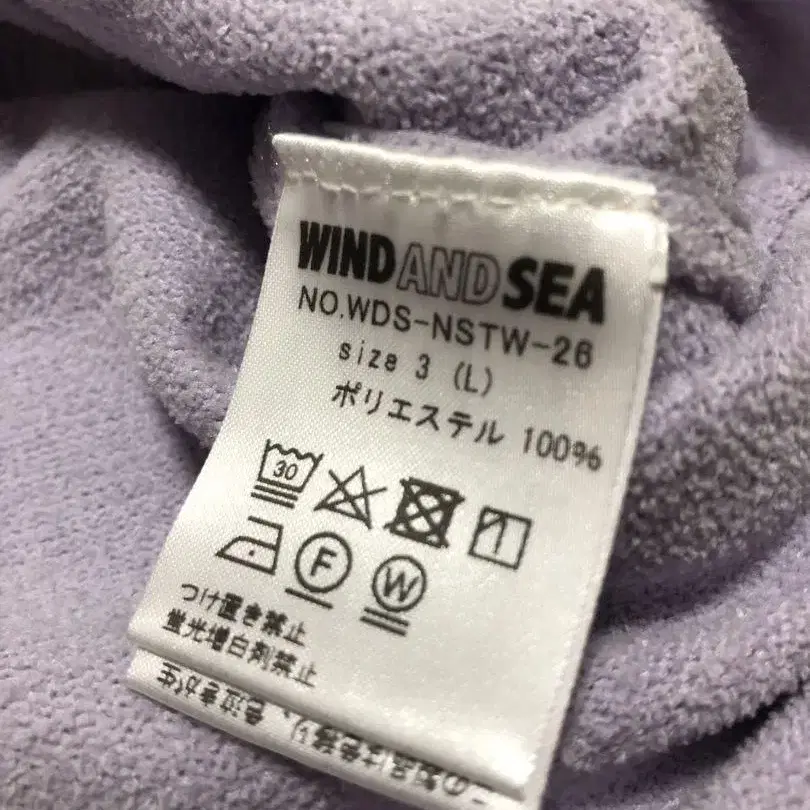 WIND AND SEA
NO.WDS-NSTW-26
size 3 (L)
ポリエステル 100%
30
F
W
つけ置き禁止
蛍光増白剤禁止